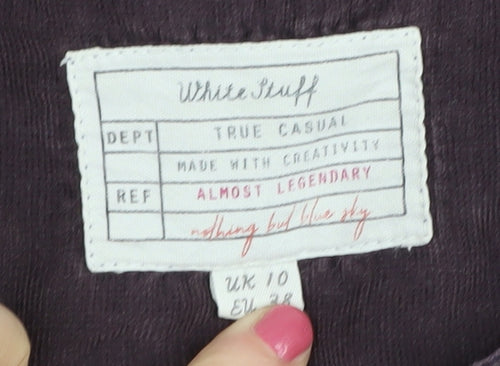 White Stuff
DEPT TRUE CASUAL
MADE WITH CREATIVITY
REF ALMOST LEGENDARY
nothing but blue sky
UK 10
EU 38